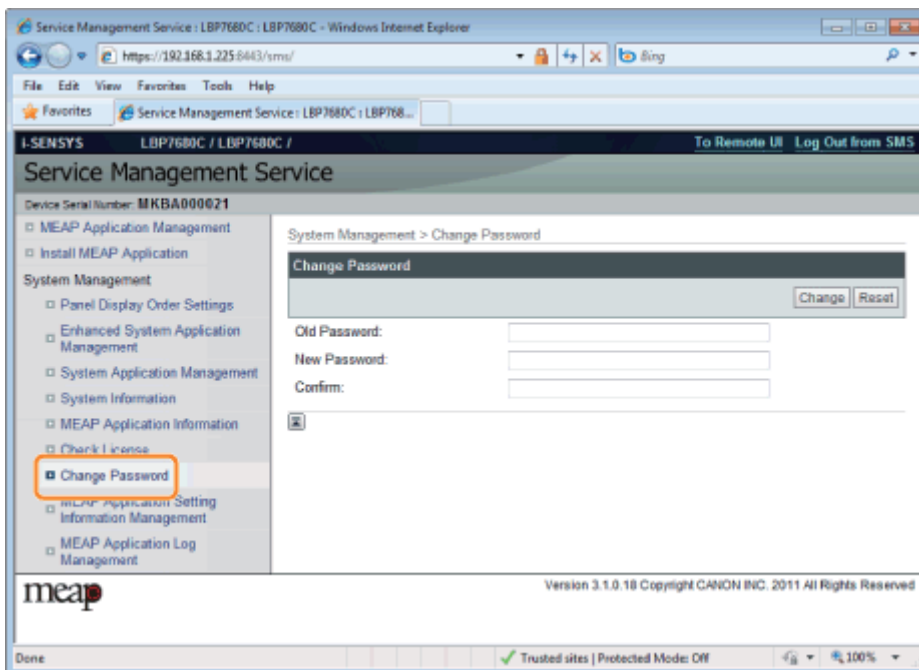 Service Management Service : LBP7680C : LBP7680C - Windows Internet Explorer
https://192.168.1.225:8443/sms/
Bing
File Edit View Favorites Tools Help
Favorites
Service Management Service : LBP7680C : LBP768...
i-SENSYS LBP7680C / LBP7680C / To Remote UI Log Out from SMS
Service Management Service
Device Serial Number: MKBA000021
MEAP Application Management
Install MEAP Application
System Management
Panel Display Order Settings
Enhanced System Application
Management
System Application Management
System Information
MEAP Application Information
Check License
Change Password
MEAP Application Setting
Information Management
MEAP Application Log
Management
System Management > Change Password
Change Password
Change Reset
Old Password:
New Password:
Confirm:
meap
Version 3.1.0.18 Copyright CANON INC. 2011 All Rights Reserved
Done Trusted sites | Protected Mode: Off 100%